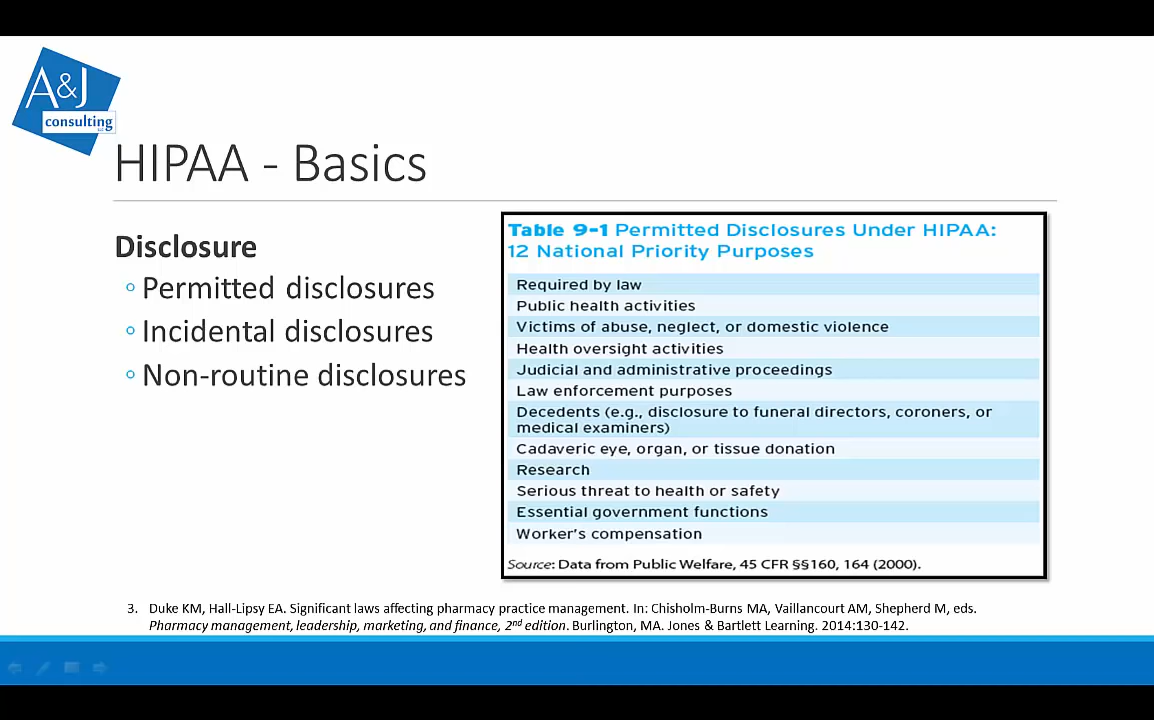 A&J
consulting
HIPAA - Basics
Disclosure
Permitted disclosures
Incidental disclosures
Non-routine disclosures
Table 9-1 Permitted Disclosures Under HIPAA:
12 National Priority Purposes
Required by law
Public health activities
Victims of abuse, neglect, or domestic violence
Health oversight activities
Judicial and administrative proceedings
Law enforcement purposes
Decedents (e.g., disclosure to funeral directors, coroners, or
medical examiners)
Cadaveric eye, organ, or tissue donation
Research
Serious threat to health or safety
Essential government functions
Worker's compensation
Source: Data from Public Welfare, 45 CFR §§160, 164 (2000).
3. Duke KM, Hall-Lipsy EA. Significant laws affecting pharmacy practice management. In: Chisholm-Burns MA, Vaillancourt AM, Shepherd M, eds.
Pharmacy management, leadership, marketing, and finance, 2nd edition. Burlington, MA. Jones & Bartlett Learning. 2014:130-142.